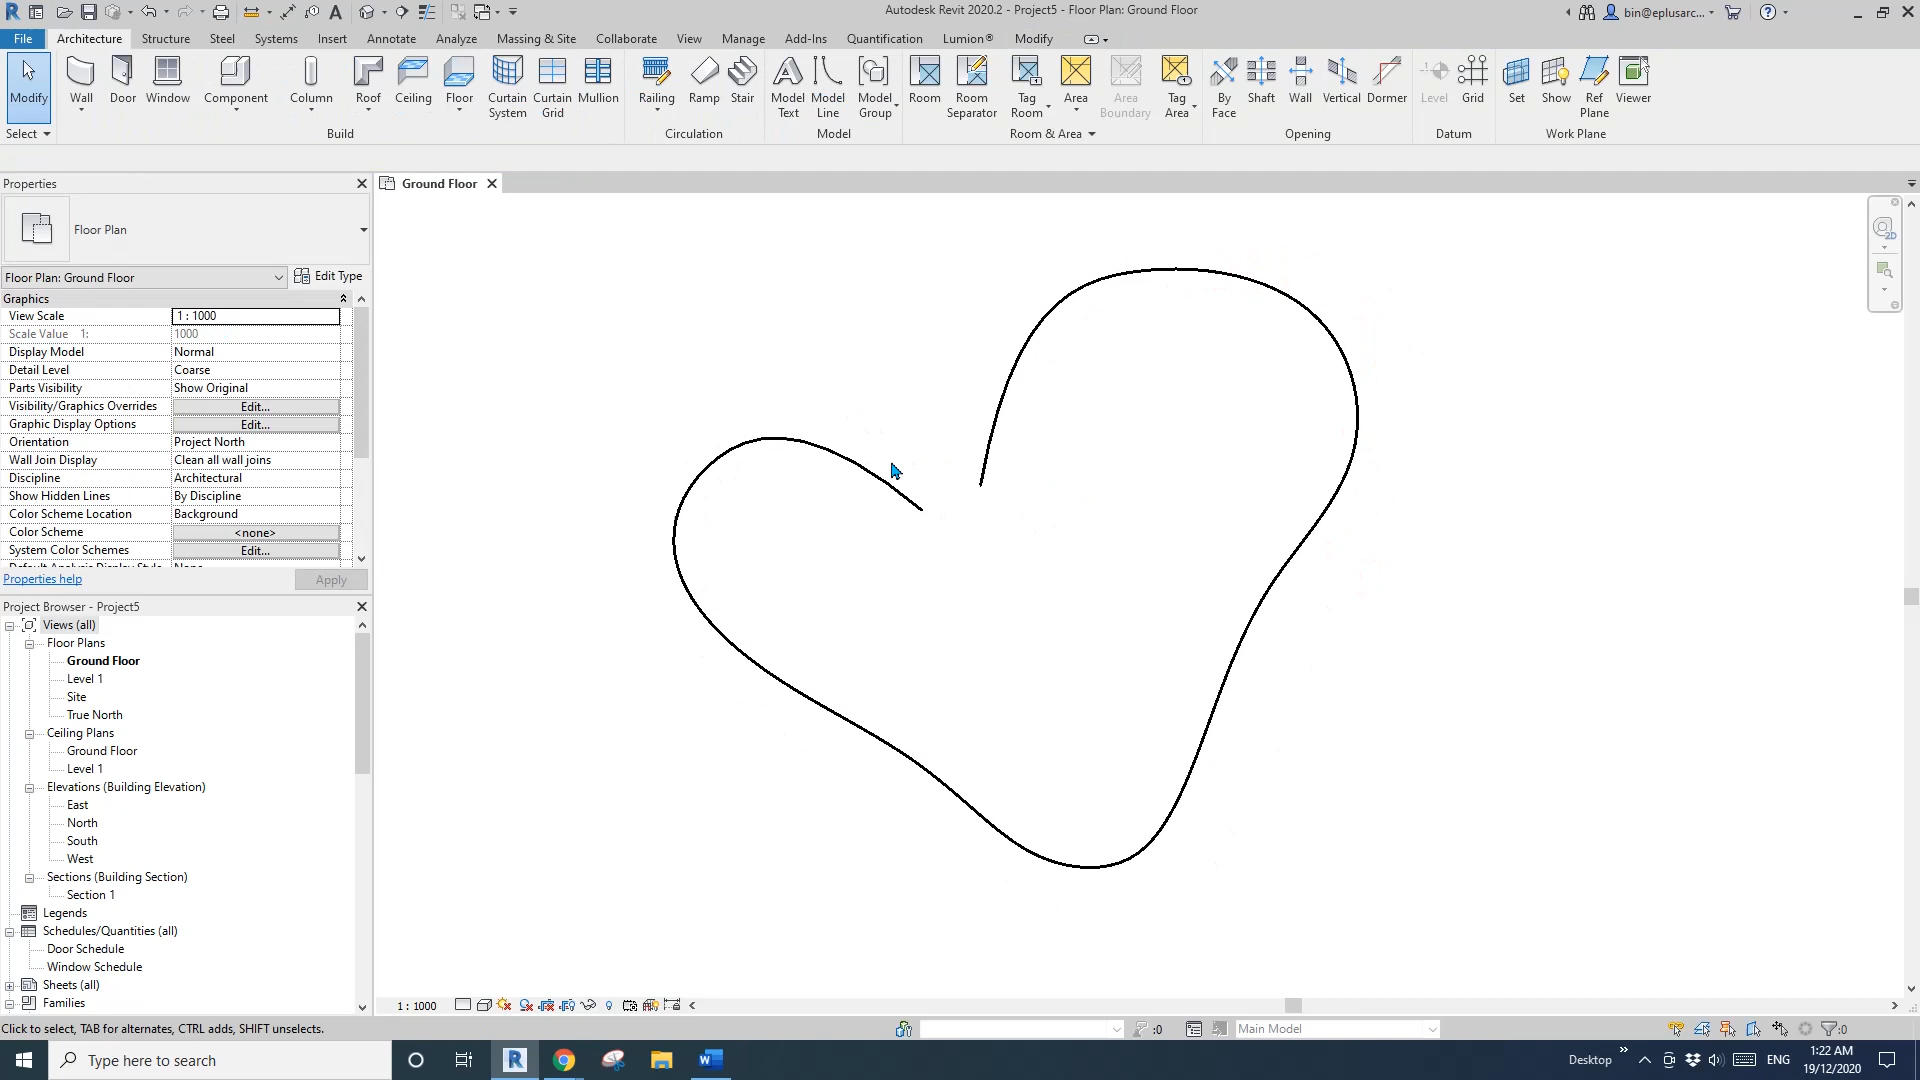 Autodesk Revit 2020.2 - Project5 - Floor Plan: Ground Floor
bin@eplusarc...
File Architecture Structure Steel Systems Insert Annotate Analyze Massing & Site Collaborate View Manage Add-Ins Quantification Lumion® Modify
Modify Wall Door Window Component Column Roof Ceiling Floor Curtain System Curtain Grid Mullion Railing Ramp Stair Model Text Model Line Model Group Room Room Separator Tag Room Area Area Boundary Tag Area By Face Shaft Wall Vertical Dormer Level Grid Set Show Ref Plane Viewer
Select Build Circulation Model Room & Area Opening Datum Work Plane
Properties
Ground Floor
2D
Floor Plan
Floor Plan: Ground Floor Edit Type
Graphics
View Scale 1 : 1000
Scale Value 1: 1000
Display Model Normal
Detail Level Coarse
Parts Visibility Show Original
Visibility/Graphics Overrides Edit...
Graphic Display Options Edit...
Orientation Project North
Wall Join Display Clean all wall joins
Discipline Architectural
Show Hidden Lines By Discipline
Color Scheme Location Background
Color Scheme <none>
System Color Schemes Edit...
Default Analysis Display Style None
Properties help Apply
Project Browser - Project5
Views (all)
Floor Plans
Ground Floor
Level 1
Site
True North
Ceiling Plans
Ground Floor
Level 1
Elevations (Building Elevation)
East
North
South
West
Sections (Building Section)
Section 1
Legends
Schedules/Quantities (all)
Door Schedule
Window Schedule
Sheets (all)
Families
1 : 1000
Click to select, TAB for alternates, CTRL adds, SHIFT unselects.
:0
Main Model
:0
Type here to search
Desktop
ENG
1:22 AM
19/12/2020